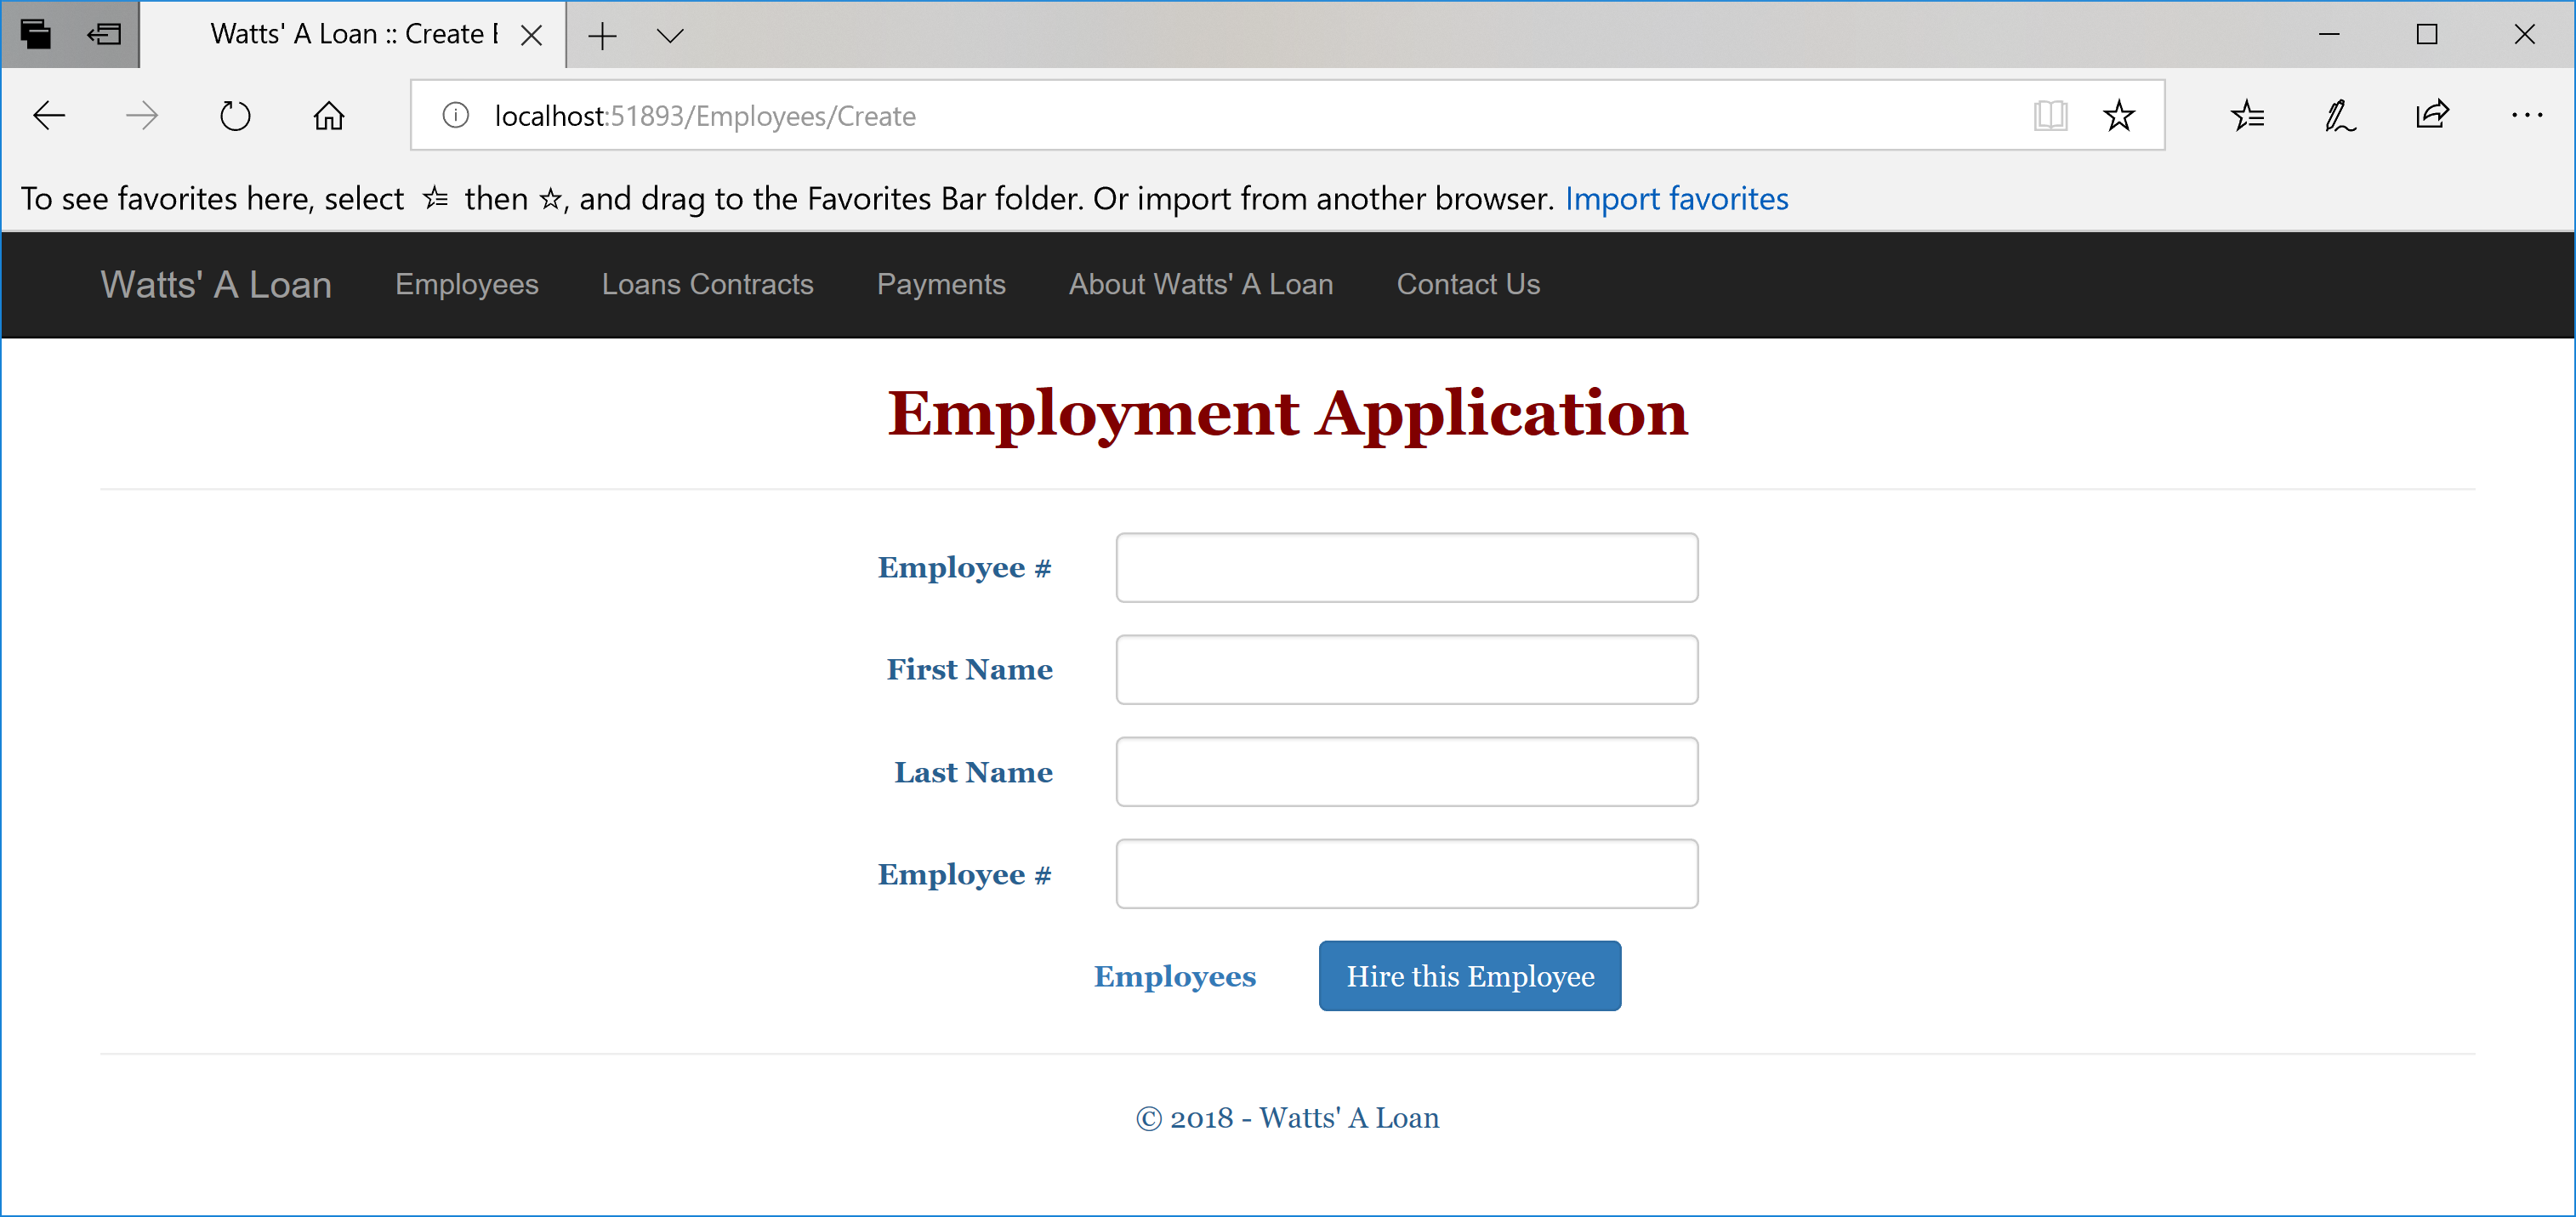 Watts' A Loan :: Create
localhost:51893/Employees/Create
To see favorites here, select then , and drag to the Favorites Bar folder. Or import from another browser. Import favorites
Watts' A Loan Employees Loans Contracts Payments About Watts' A Loan Contact Us
Employment Application
Employee #
First Name
Last Name
Employee #
Employees Hire this Employee
© 2018 - Watts' A Loan